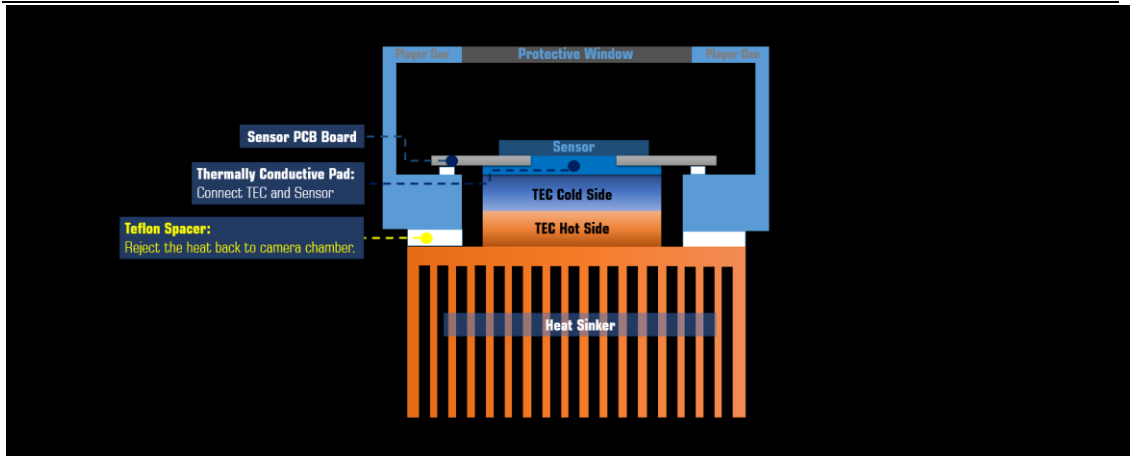 Player One Protective Window Player One
Sensor PCB Board
Sensor
Thermally Conductive Pad:
Connect TEC and Sensor
TEC Cold Side
Teflon Spacer:
Reject the heat back to camera chamber.
TEC Hot Side
Heat Sinker